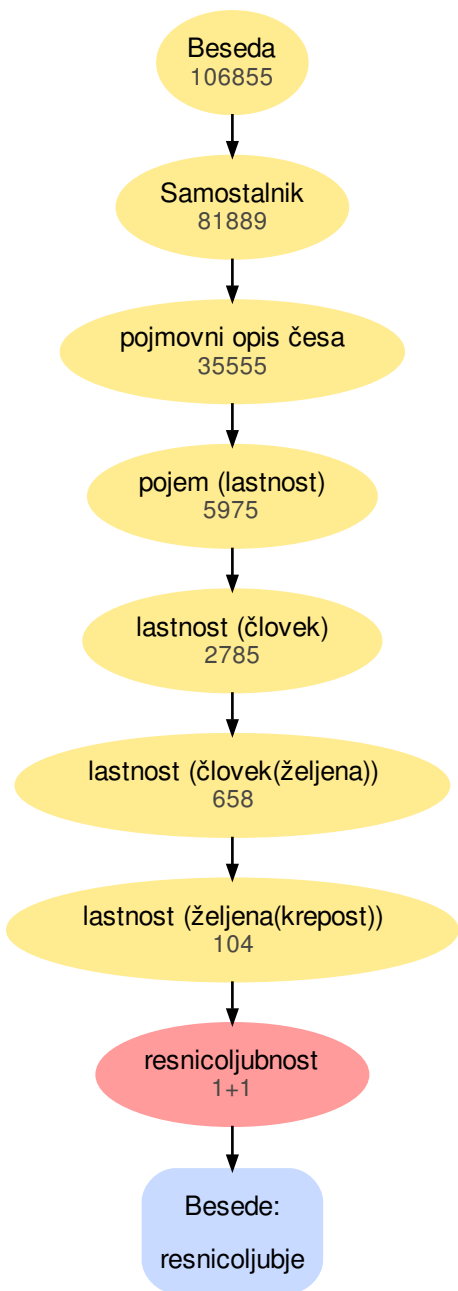 Beseda
106855
Samostalnik
81889
pojmovni opis česa
35555
pojem (lastnost)
5975
lastnost (človek)
2785
lastnost (človek(željena))
658
lastnost (željena(krepost))
104
resnicoljubnost
1+1
Besede:
resnicoljubje